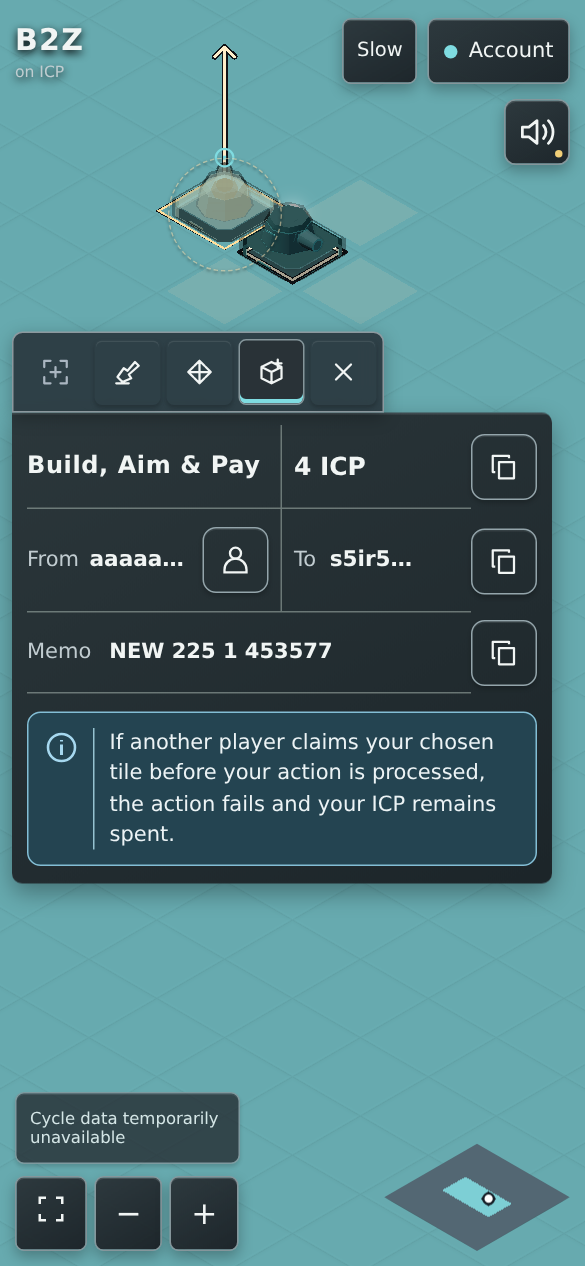 B2Z
on ICP
Slow
Account
Build, Aim & Pay
4 ICP
From aaaaa...
To s5ir5...
Memo NEW 225 1 453577
If another player claims your chosen
tile before your action is processed,
the action fails and your ICP remains
spent.
Cycle data temporarily
unavailable